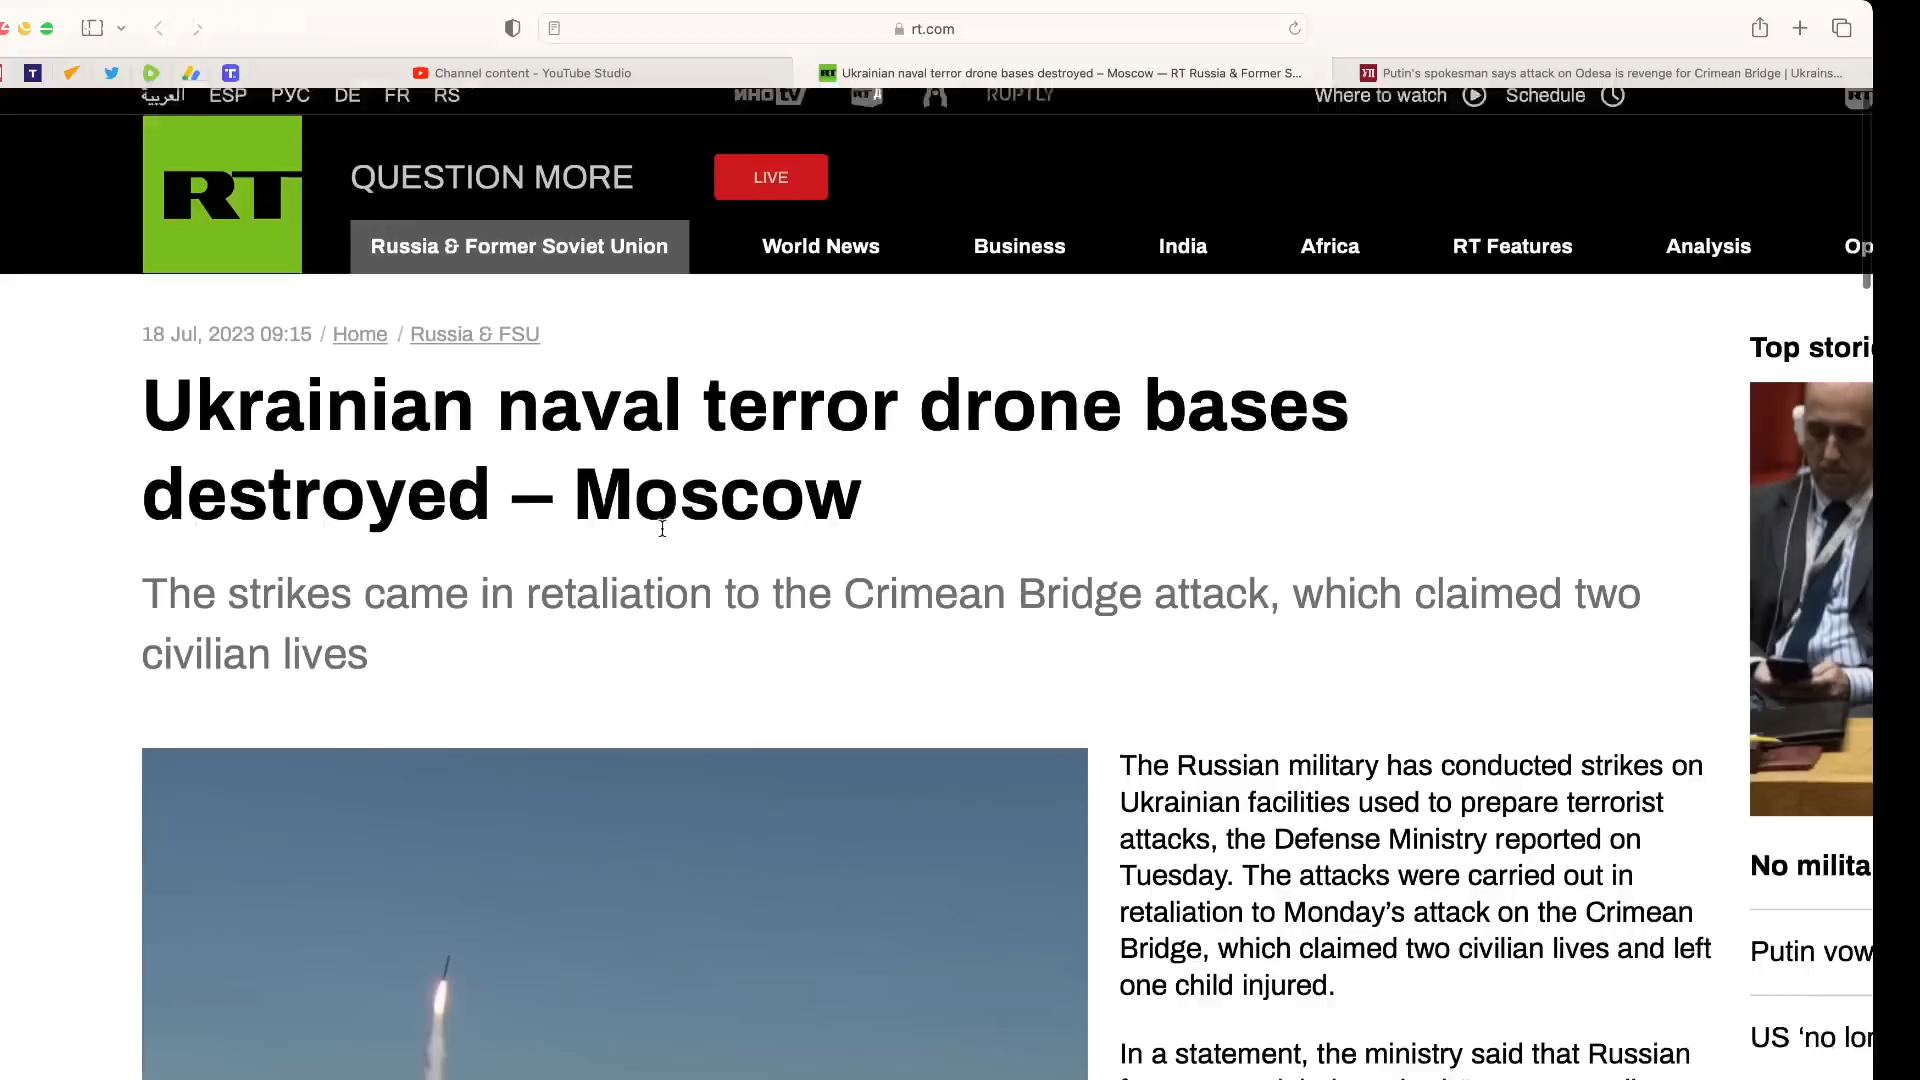 rt.com
Channel content - YouTube Studio
Ukrainian naval terror drone bases destroyed – Moscow — RT Russia & Former S...
Putin's spokesman says attack on Odesa is revenge for Crimean Bridge | Ukrains...
العربية ESP РУС DE FR RS
ИНОTV RUPTLY
Where to watch Schedule
RT
QUESTION MORE
LIVE
Russia & Former Soviet Union World News Business India Africa RT Features Analysis Op
18 Jul, 2023 09:15 / Home / Russia & FSU
Ukrainian naval terror drone bases
destroyed – Moscow
The strikes came in retaliation to the Crimean Bridge attack, which claimed two
civilian lives
The Russian military has conducted strikes on
Ukrainian facilities used to prepare terrorist
attacks, the Defense Ministry reported on
Tuesday. The attacks were carried out in
retaliation to Monday’s attack on the Crimean
Bridge, which claimed two civilian lives and left
one child injured.
In a statement, the ministry said that Russian
Top stori
No milita
Putin vow
US ‘no lon